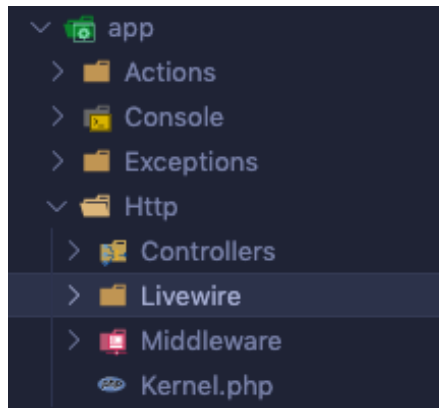 app
Actions
Console
Exceptions
Http
Controllers
Livewire
Middleware
Kernel.php